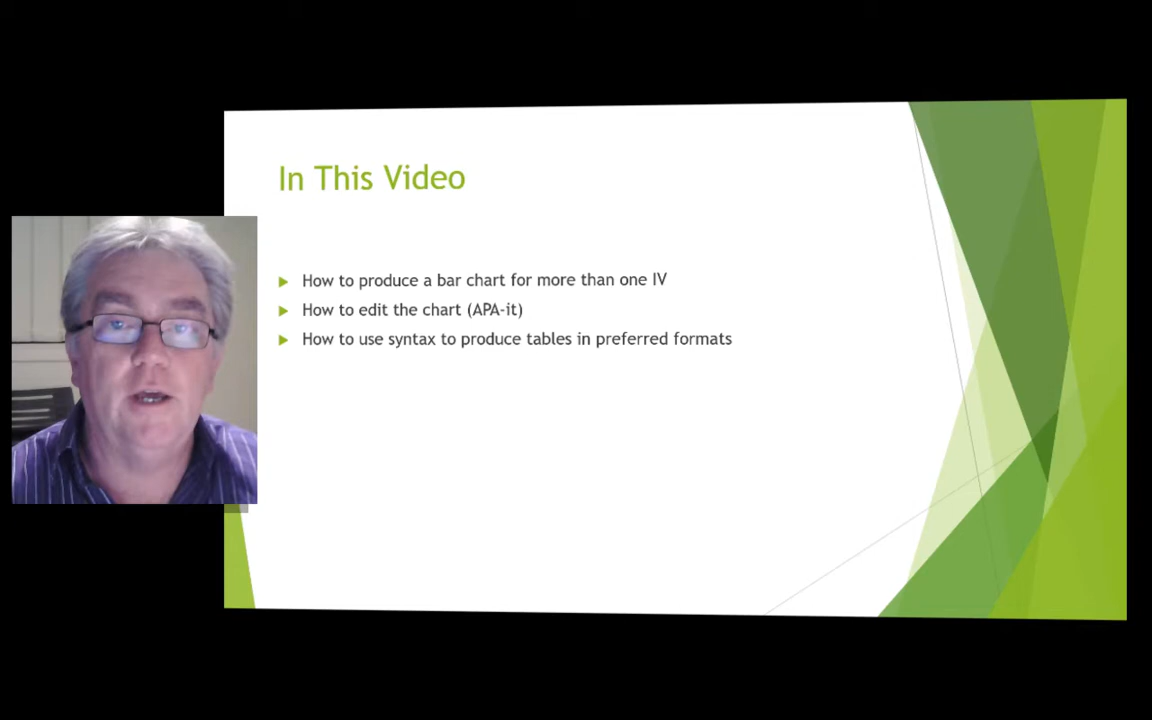 In This Video
How to produce a bar chart for more than one IV
How to edit the chart (APA-it)
How to use syntax to produce tables in preferred formats